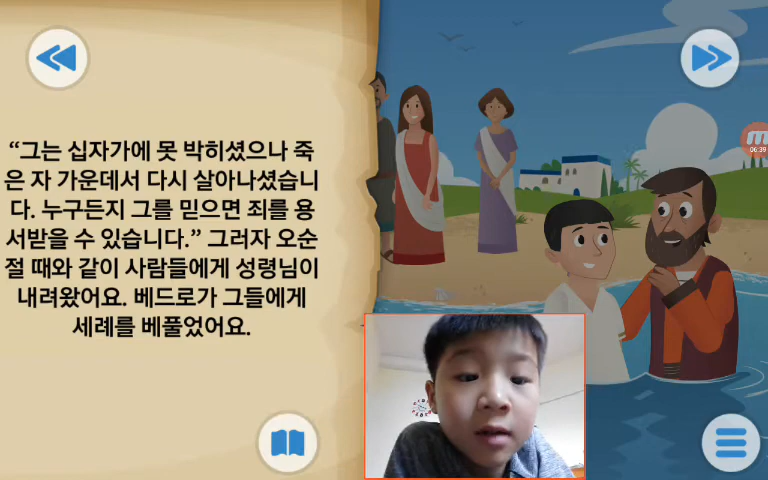 “그는 십자가에 못 박히셨으나 죽
은 자 가운데서 다시 살아나셨습니
다. 누구든지 그를 믿으면 죄를 용
서받을 수 있습니다.” 그러자 오순
절 때와 같이 사람들에게 성령님이
내려왔어요. 베드로가 그들에게
세례를 베풀었어요.
06:39